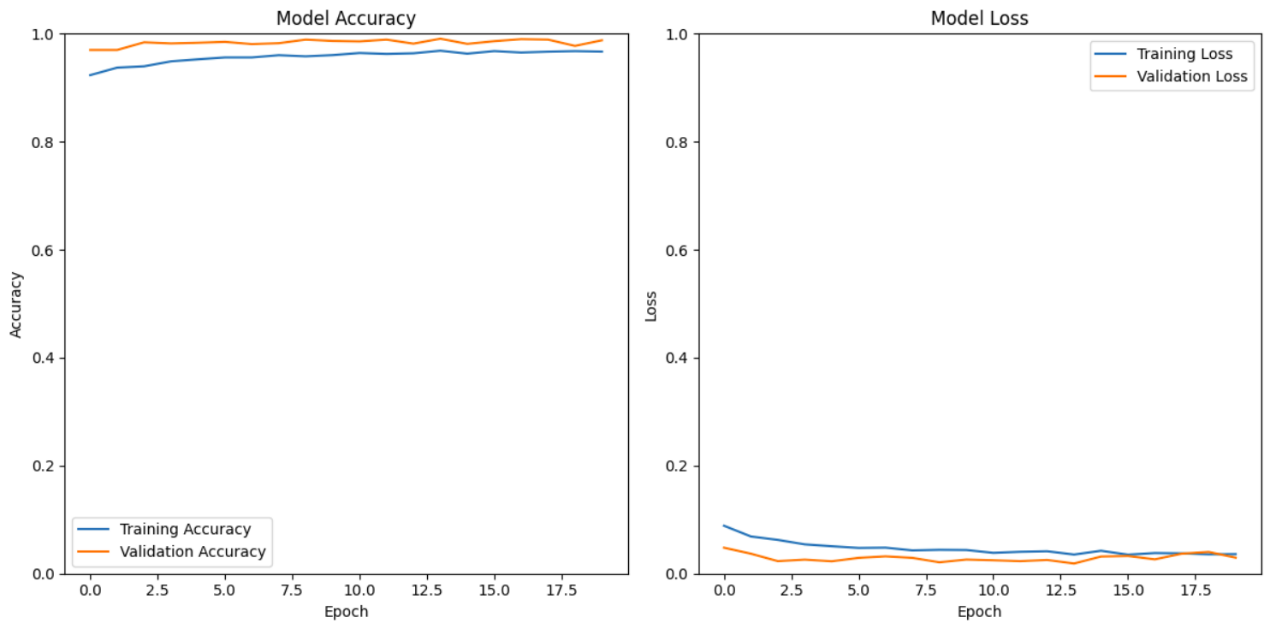 Model Accuracy
1.0
0.8
0.6
0.4
0.2
0.0
Accuracy
Training Accuracy
Validation Accuracy
0.0 2.5 5.0 7.5 10.0 12.5 15.0 17.5
Epoch
Model Loss
1.0
0.8
0.6
0.4
0.2
0.0
Loss
Training Loss
Validation Loss
0.0 2.5 5.0 7.5 10.0 12.5 15.0 17.5
Epoch